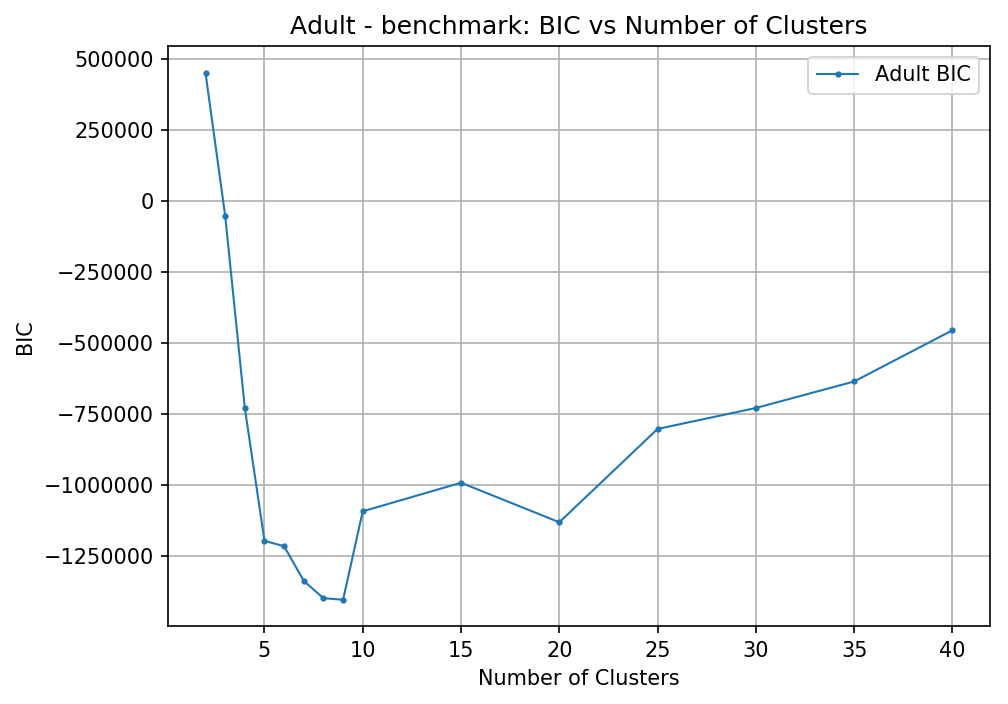 Adult - benchmark: BIC vs Number of Clusters
500000
250000
0
−250000
−500000
−750000
−1000000
−1250000
BIC
Adult BIC
5 10 15 20 25 30 35 40
Number of Clusters